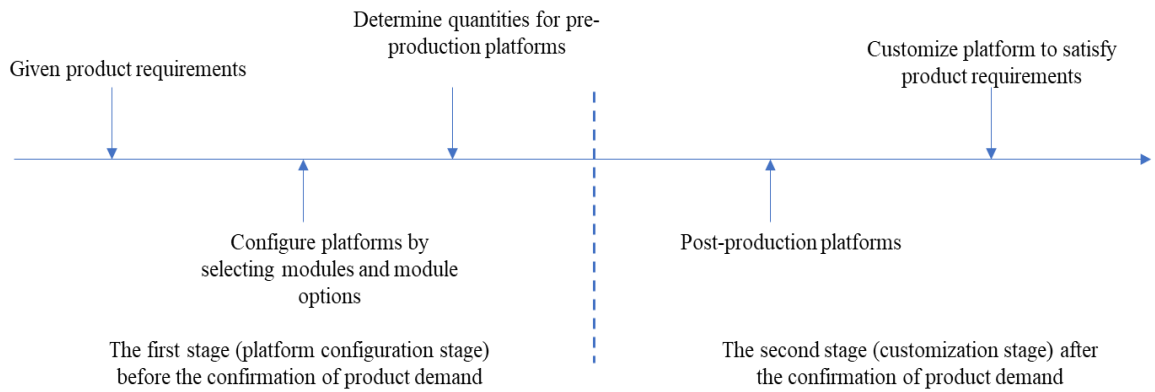 Given product requirements
Determine quantities for pre-
production platforms
Customize platform to satisfy
product requirements
Configure platforms by
selecting modules and module
options
Post-production platforms
The first stage (platform configuration stage)
before the confirmation of product demand
The second stage (customization stage) after
the confirmation of product demand